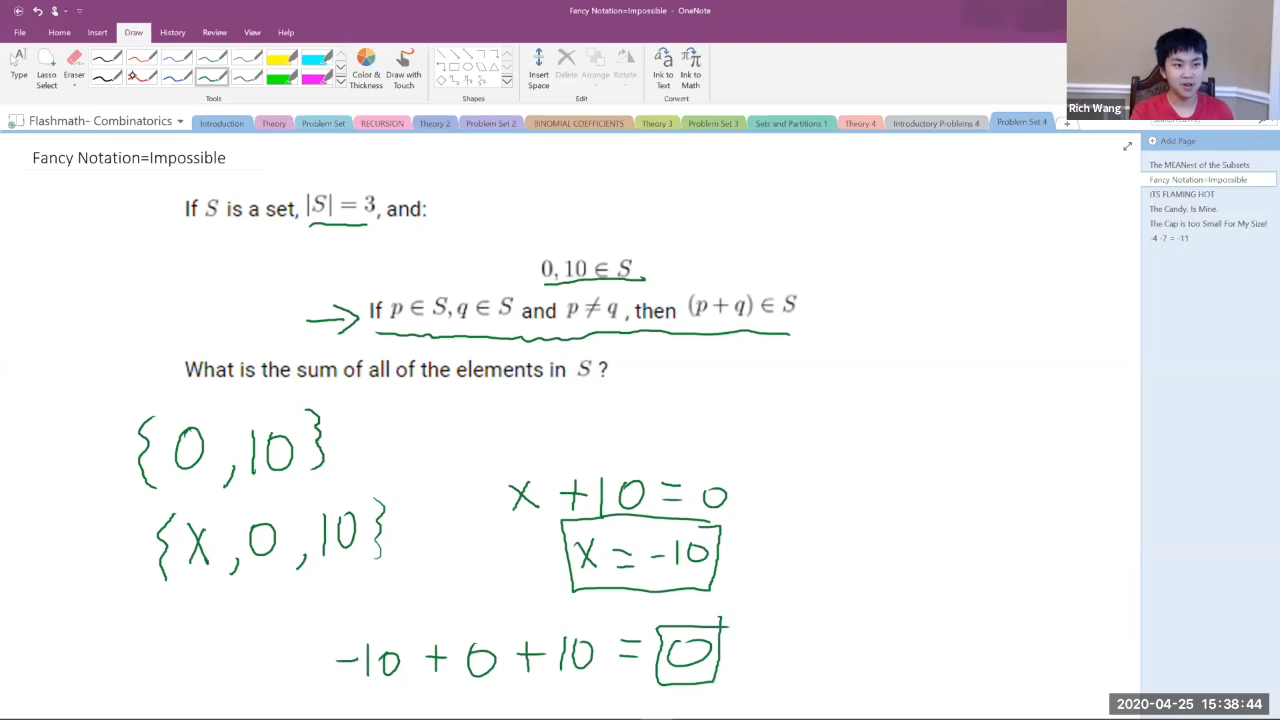 Fancy Notation=Impossible - OneNote
File Insert Draw History Review View Help
Type Lasso Select Eraser Color & Thickness Draw with Touch Insert Space Delete Arrange Rotate Ink to Text Ink to Math
Tools Shapes Edit Convert
Rich Wang
Flashmath- Combinatorics Introduction Theory Problem Set RECURSION Theory 2 Problem Set 2 BINOMIAL COEFFICIENTS Theory 3 Problem Set 3 Sets and Partitions 1 Theory 4 Introductory Problems 4 Problem Set 4
Add Page
The MEANest of the Subsets
Fancy Notation=Impossible
ITS FLAMING HOT
The Candy. Is Mine.
The Cap is too Small For My Size!
-4 -7 = -11
Fancy Notation=Impossible
If S is a set, |S| = 3, and:
0, 10 ∈ S
If p ∈ S, q ∈ S and p ≠ q , then (p + q) ∈ S
What is the sum of all of the elements in S ?
{0, 10}
{x, 0, 10}
x + 10 = 0
x = -10
-10 + 0 + 10 = 0
2020-04-25 15:38:44